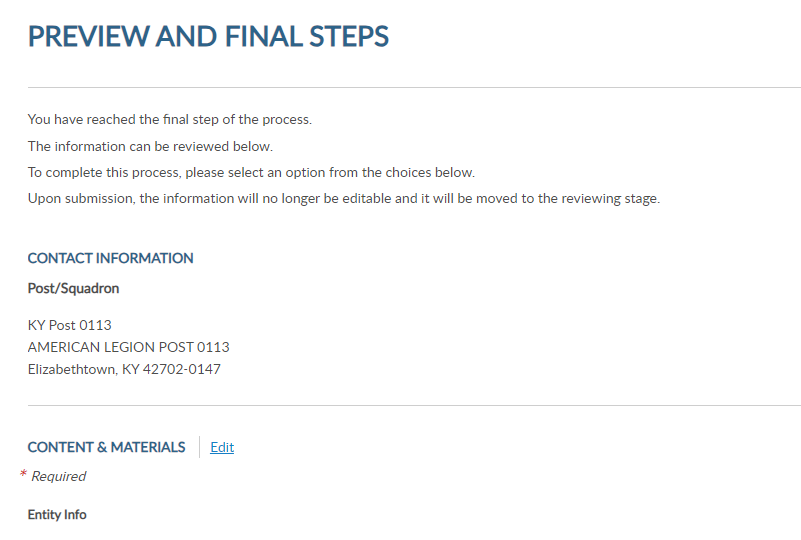 PREVIEW AND FINAL STEPS
You have reached the final step of the process.
The information can be reviewed below.
To complete this process, please select an option from the choices below.
Upon submission, the information will no longer be editable and it will be moved to the reviewing stage.
CONTACT INFORMATION
Post/Squadron
KY Post 0113
AMERICAN LEGION POST 0113
Elizabethtown, KY 42702-0147
CONTENT & MATERIALS Edit
* Required
Entity Info